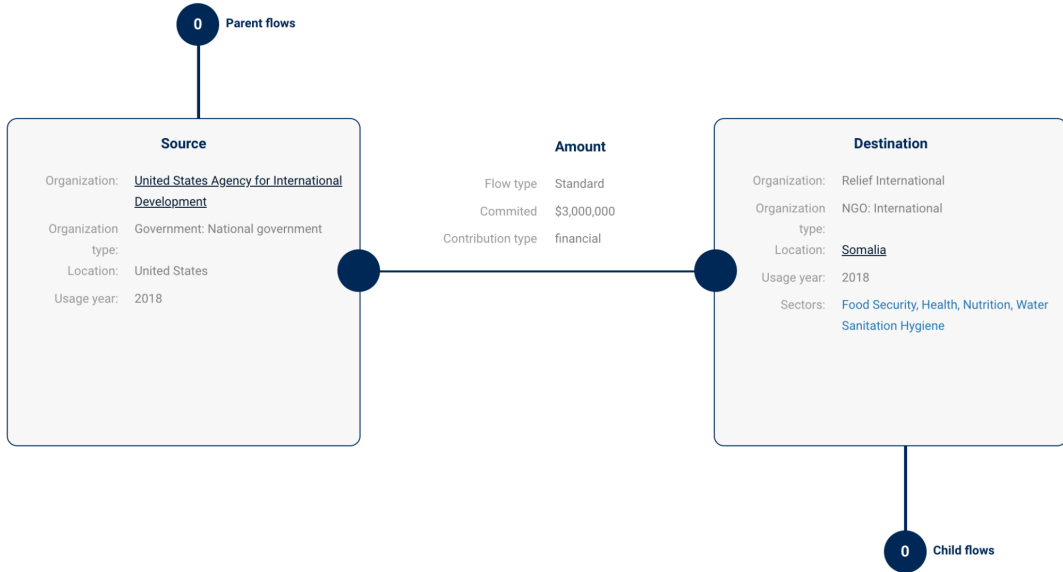 0 Parent flows
Source
Organization: United States Agency for International
Development
Organization Government: National government
type:
Location: United States
Usage year: 2018
Amount
Flow type Standard
Commited $3,000,000
Contribution type financial
Destination
Organization: Relief International
Organization NGO: International
type:
Location: Somalia
Usage year: 2018
Sectors: Food Security, Health, Nutrition, Water
Sanitation Hygiene
0 Child flows